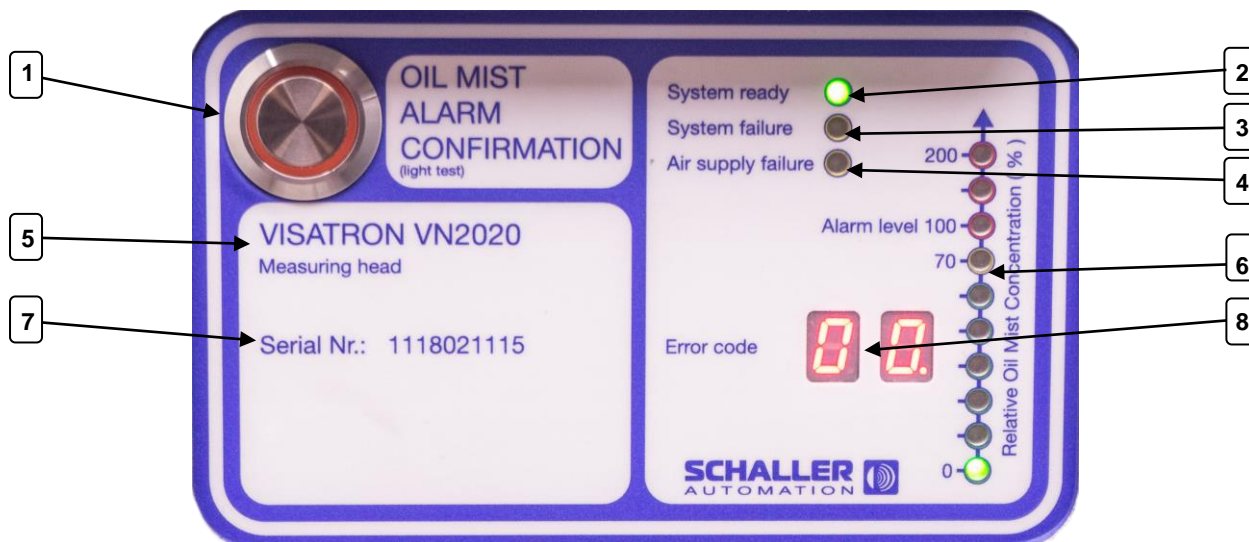 1
OIL MIST
ALARM
CONFIRMATION
(light test)
System ready
System failure
Air supply failure
2
3
4
200
Alarm level 100
70
0
Relative Oil Mist Concentration (%)
5
VISATRON VN2020
Measuring head
6
7
Serial Nr.: 1118021115
Error code
00.
8
SCHALLER
AUTOMATION